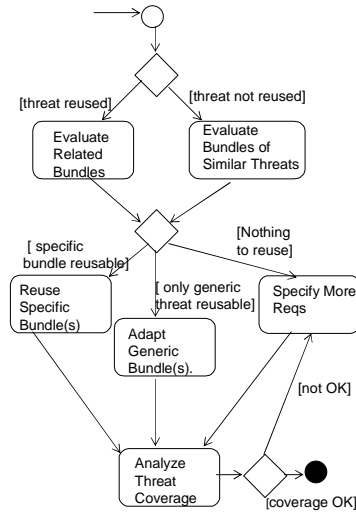 [threat reused]
[threat not reused]
Evaluate
Related
Bundles
Evaluate
Bundles of
Similar Threats
[ specific
bundle reusable]
[Nothing
to reuse]
[ only generic
threat reusable]
Reuse
Specific
Bundle(s)
Adapt
Generic
Bundle(s).
Specify More
Reqs
[not OK]
Analyze
Threat
Coverage
[coverage OK]